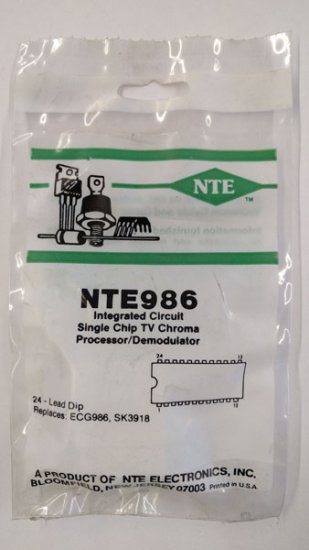 NTE
TM
NTE986
Integrated Circuit
Single Chip TV Chroma
Processor/Demodulator
24 13
1 12
24 - Lead Dip
Replaces: ECG986, SK3918
A PRODUCT OF NTE ELECTRONICS, INC.
BLOOMFIELD, NEW JERSEY 07003 Printed in U.S.A.